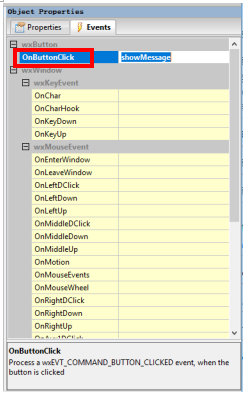 Object Properties
Properties Events
wxButton
OnButtonClick showMessage
wxWindow
wxKeyEvent
OnChar
OnCharHook
OnKeyDown
OnKeyUp
wxMouseEvent
OnEnterWindow
OnLeaveWindow
OnLeftDClick
OnLeftDown
OnLeftUp
OnMiddleDClick
OnMiddleDown
OnMiddleUp
OnMotion
OnMouseEvents
OnMouseWheel
OnRightDClick
OnRightDown
OnRightUp
OnAux1DClick
OnButtonClick
Process a wxEVT_COMMAND_BUTTON_CLICKED event, when the
button is clicked